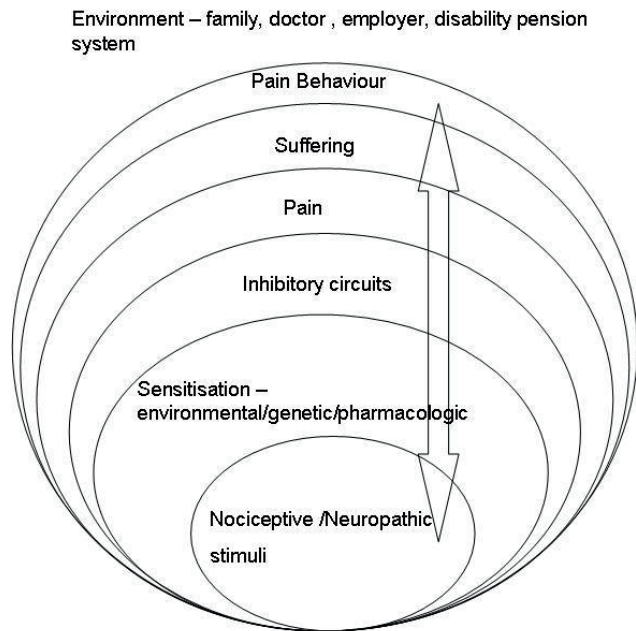 Environment – family, doctor , employer, disability pension
system
Pain Behaviour
Suffering
Pain
Inhibitory circuits
Sensitisation –
environmental/genetic/pharmacologic
Nociceptive /Neuropathic
stimuli